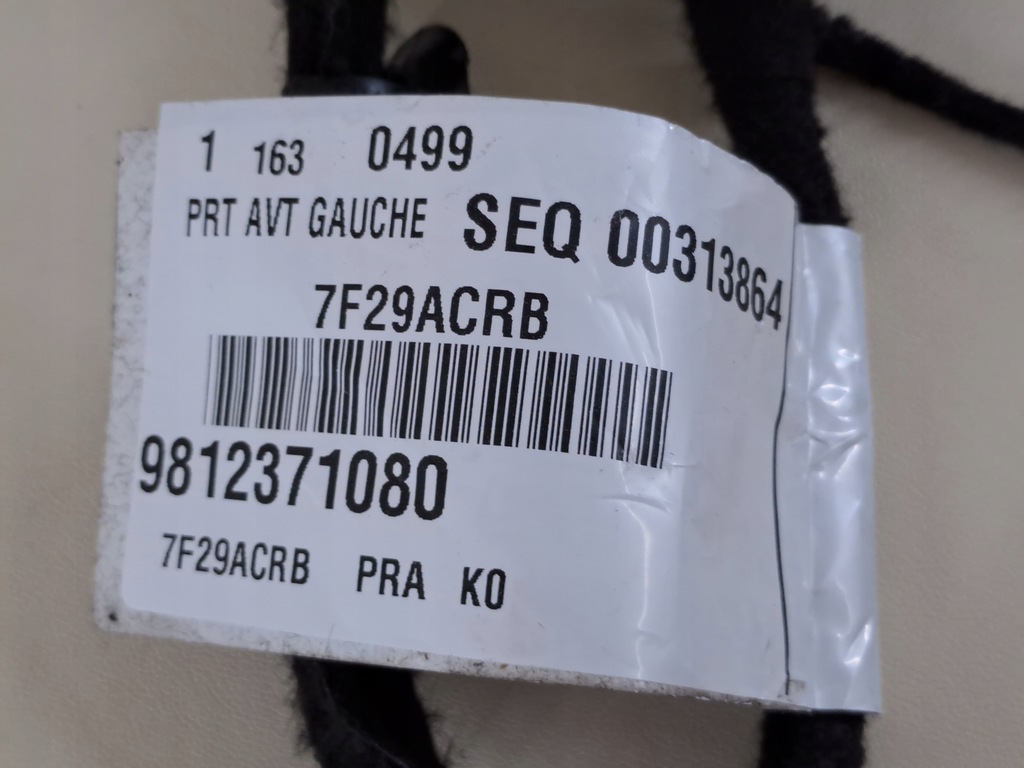 1 163 0499
PRT AVT GAUCHE SEQ 00313864
7F29ACRB
9812371080
7F29ACRB PRA K0